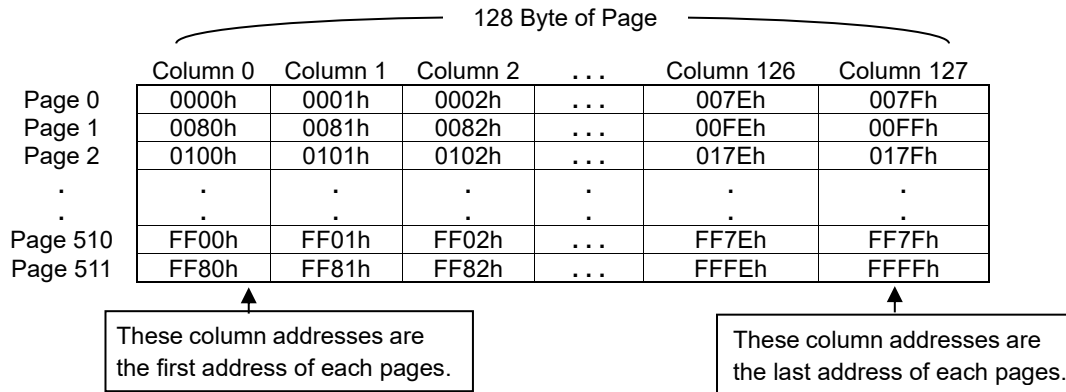 128 Byte of Page
Column 0 Column 1 Column 2 . . . Column 126 Column 127
Page 0 0000h 0001h 0002h . . . 007Eh 007Fh
Page 1 0080h 0081h 0082h . . . 00FEh 00FFh
Page 2 0100h 0101h 0102h . . . 017Eh 017Fh
. . . . . . .
. . . . . . .
Page 510 FF00h FF01h FF02h . . . FF7Eh FF7Fh
Page 511 FF80h FF81h FF82h . . . FFFEh FFFFh
These column addresses are
the first address of each pages.
These column addresses are
the last address of each pages.